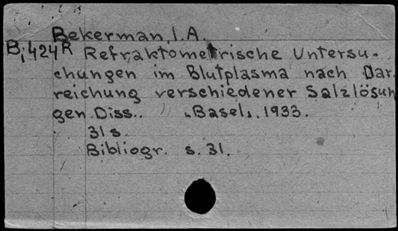 Bekerman, I.A.
B,424R Refraktometrische Untersu-
chungen im Blutplasma nach Dar-
reichung verschiedener Salzlösun
gen Diss.. „Basel„ 1933.
31 s.
Bibliogr. s. 31.